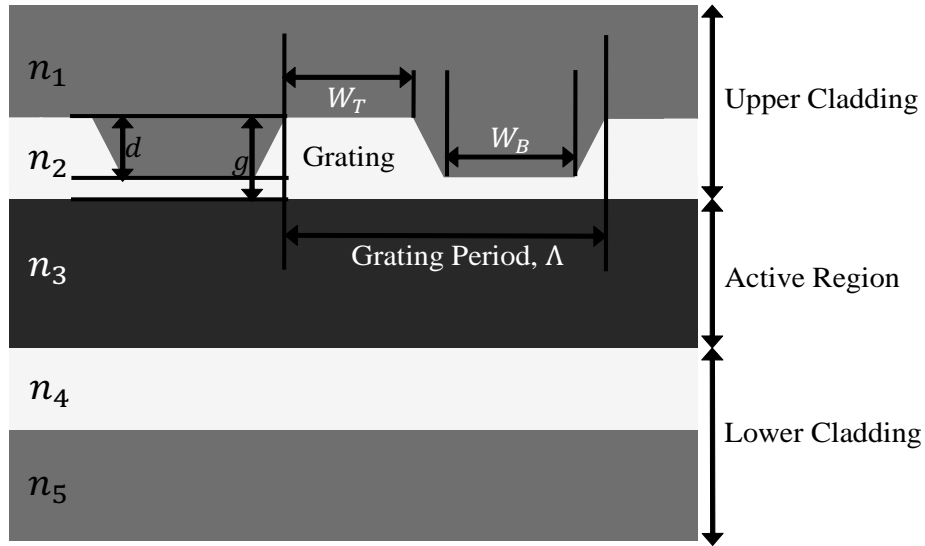 n₁
W_T
Upper Cladding
d
W_B
n₂
g
Grating
n₃
Grating Period, Λ
Active Region
n₄
Lower Cladding
n₅